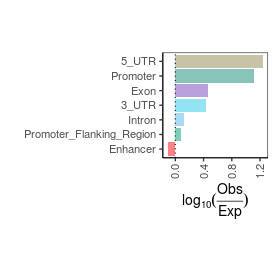 5_UTR
Promoter
Exon
3_UTR
Intron
Promoter_Flanking_Region
Enhancer
0.0 0.4 0.8 1.2
log10(Obs/Exp)